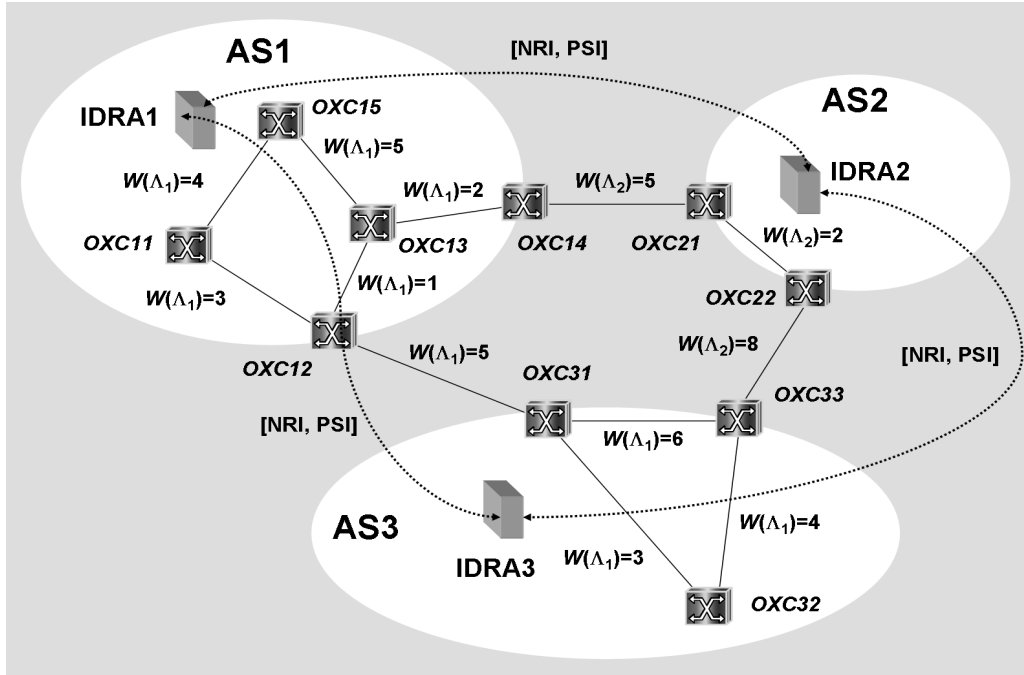 AS1
[NRI, PSI]
IDRA1
OXC15
AS2
IDRA2
W(Λ₁)=4
W(Λ₁)=5
W(Λ₁)=2
W(Λ₂)=5
OXC11
OXC13
OXC14
OXC21
W(Λ₂)=2
W(Λ₁)=3
W(Λ₁)=1
OXC22
OXC12
W(Λ₁)=5
W(Λ₂)=8
[NRI, PSI]
OXC31
OXC33
[NRI, PSI]
W(Λ₁)=6
AS3
IDRA3
W(Λ₁)=3
W(Λ₁)=4
OXC32